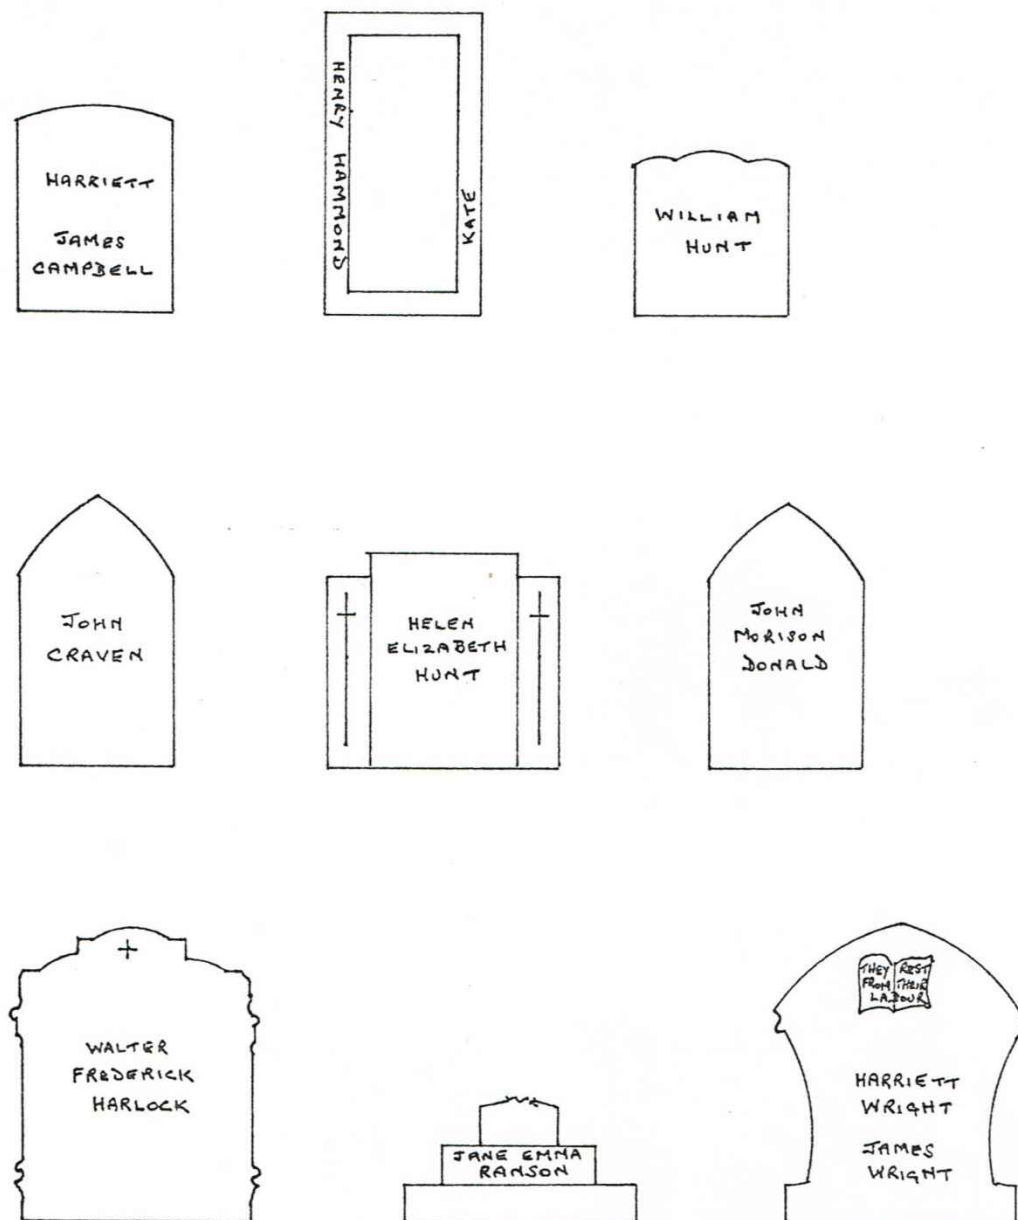 HARRIETT
JAMES
CAMPBELL
HENRY HAMMOND
KATE
WILLIAM
HUNT
JOHN
CRAVEN
HELEN
ELIZABETH
HUNT
JOHN
MORISON
DONALD
WALTER
FREDERICK
HARLOCK
JANE EMMA
RANSON
THEY REST
FROM THEIR
LABOUR
HARRIETT
WRIGHT
JAMES
WRIGHT